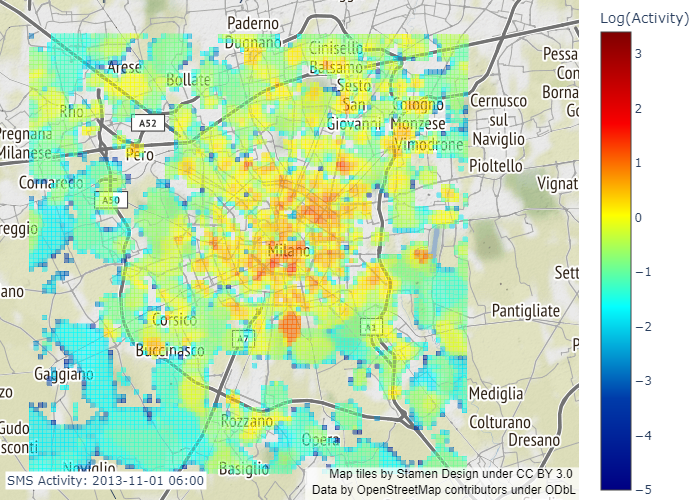 Paderno
Dugnano
Cinisello
Balsamo
Arese
Bollate
Sesto
San
Giovanni
Rho
A52
Cologno
Monzese
Cernusco
sul
Naviglio
Pessa
Con
Borna
Go
Pregnana
Milanese
Pero
Vimodrone
Pioltello
Cornaredo
A50
Vignat
reggio
Milano
Sett
ano
Pantigliate
Corsico
A7
A1
P
Buccinasco
Gaggiano
zo
Mediglia
Rozzano
Colturano
Gudo
sconti
Opera
Dresano
Noviglio
Basiglio
SMS Activity: 2013-11-01 06:00
Map tiles by Stamen Design under CC BY 3.0
Data by OpenStreetMap contributors under ODbL
Log(Activity)
3
2
1
0
−1
−2
−3
−4
−5